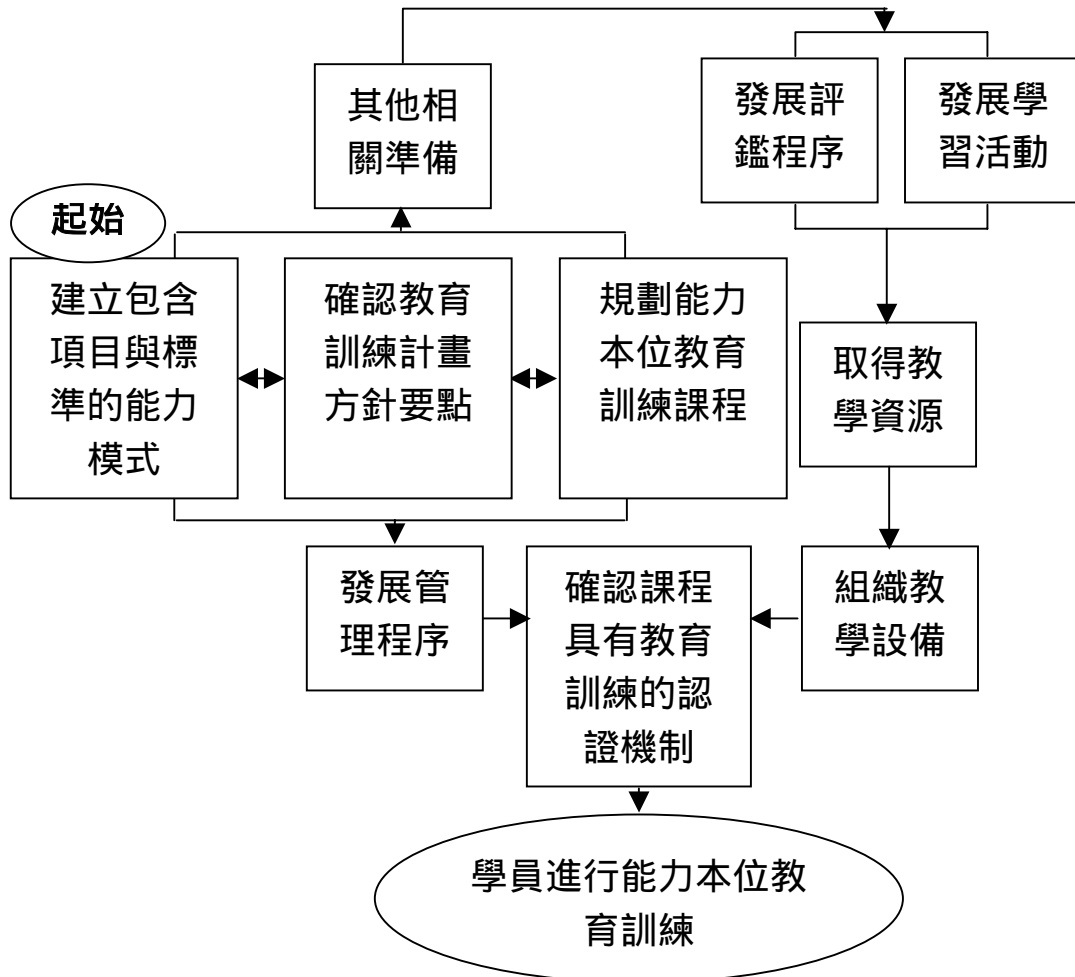 其他相
關準備
發展評
鑑程序
發展學
習活動
起始
建立包含
項目與標
準的能力
模式
確認教育
訓練計畫
方針要點
規劃能力
本位教育
訓練課程
取得教
學資源
發展管
理程序
確認課程
具有教育
訓練的認
證機制
組織教
學設備
學員進行能力本位教
育訓練